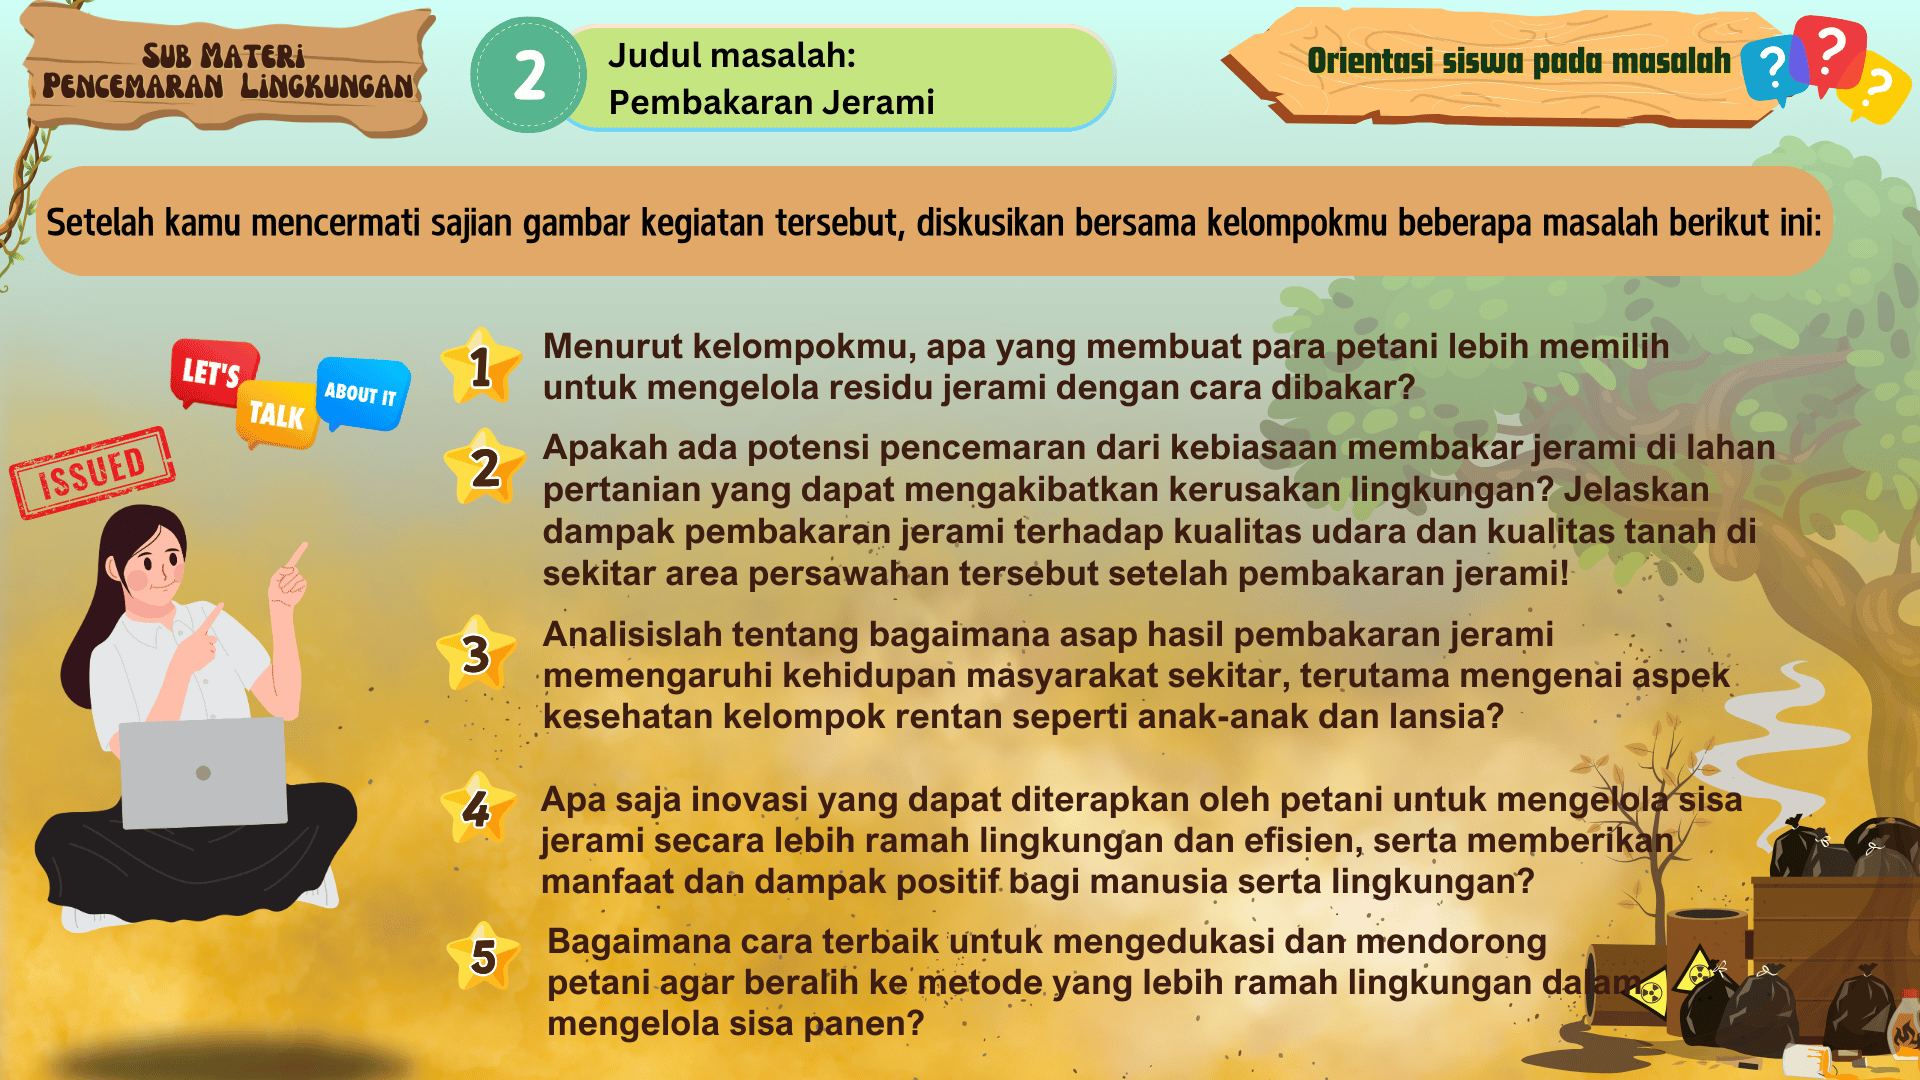 SUB MATERI
PENCEMARAN LINGKUNGAN
2
Judul masalah:
Pembakaran Jerami
Orientasi siswa pada masalah
? ? ?
Setelah kamu mencermati sajian gambar kegiatan tersebut, diskusikan bersama kelompokmu beberapa masalah berikut ini:
LET'S
TALK
ABOUT IT
ISSUED
1
Menurut kelompokmu, apa yang membuat para petani lebih memilih
untuk mengelola residu jerami dengan cara dibakar?
2
Apakah ada potensi pencemaran dari kebiasaan membakar jerami di lahan
pertanian yang dapat mengakibatkan kerusakan lingkungan? Jelaskan
dampak pembakaran jerami terhadap kualitas udara dan kualitas tanah di
sekitar area persawahan tersebut setelah pembakaran jerami!
3
Analisislah tentang bagaimana asap hasil pembakaran jerami
memengaruhi kehidupan masyarakat sekitar, terutama mengenai aspek
kesehatan kelompok rentan seperti anak-anak dan lansia?
4
Apa saja inovasi yang dapat diterapkan oleh petani untuk mengelola sisa
jerami secara lebih ramah lingkungan dan efisien, serta memberikan
manfaat dan dampak positif bagi manusia serta lingkungan?
5
Bagaimana cara terbaik untuk mengedukasi dan mendorong
petani agar beralih ke metode yang lebih ramah lingkungan dalam
mengelola sisa panen?